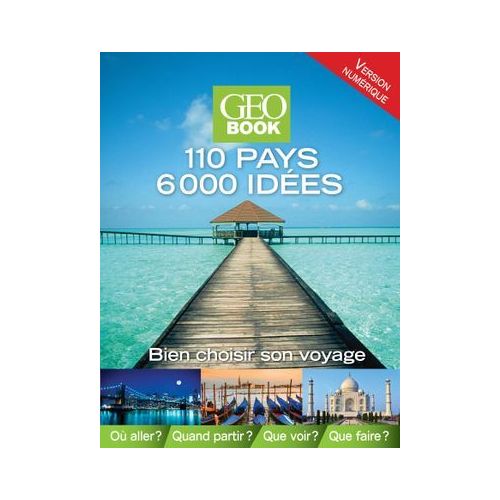 VERSION
NUMÉRIQUE
GEO
BOOK
110 PAYS
6 000 IDÉES
Bien choisir son voyage
Où aller? Quand partir? Que voir? Que faire?